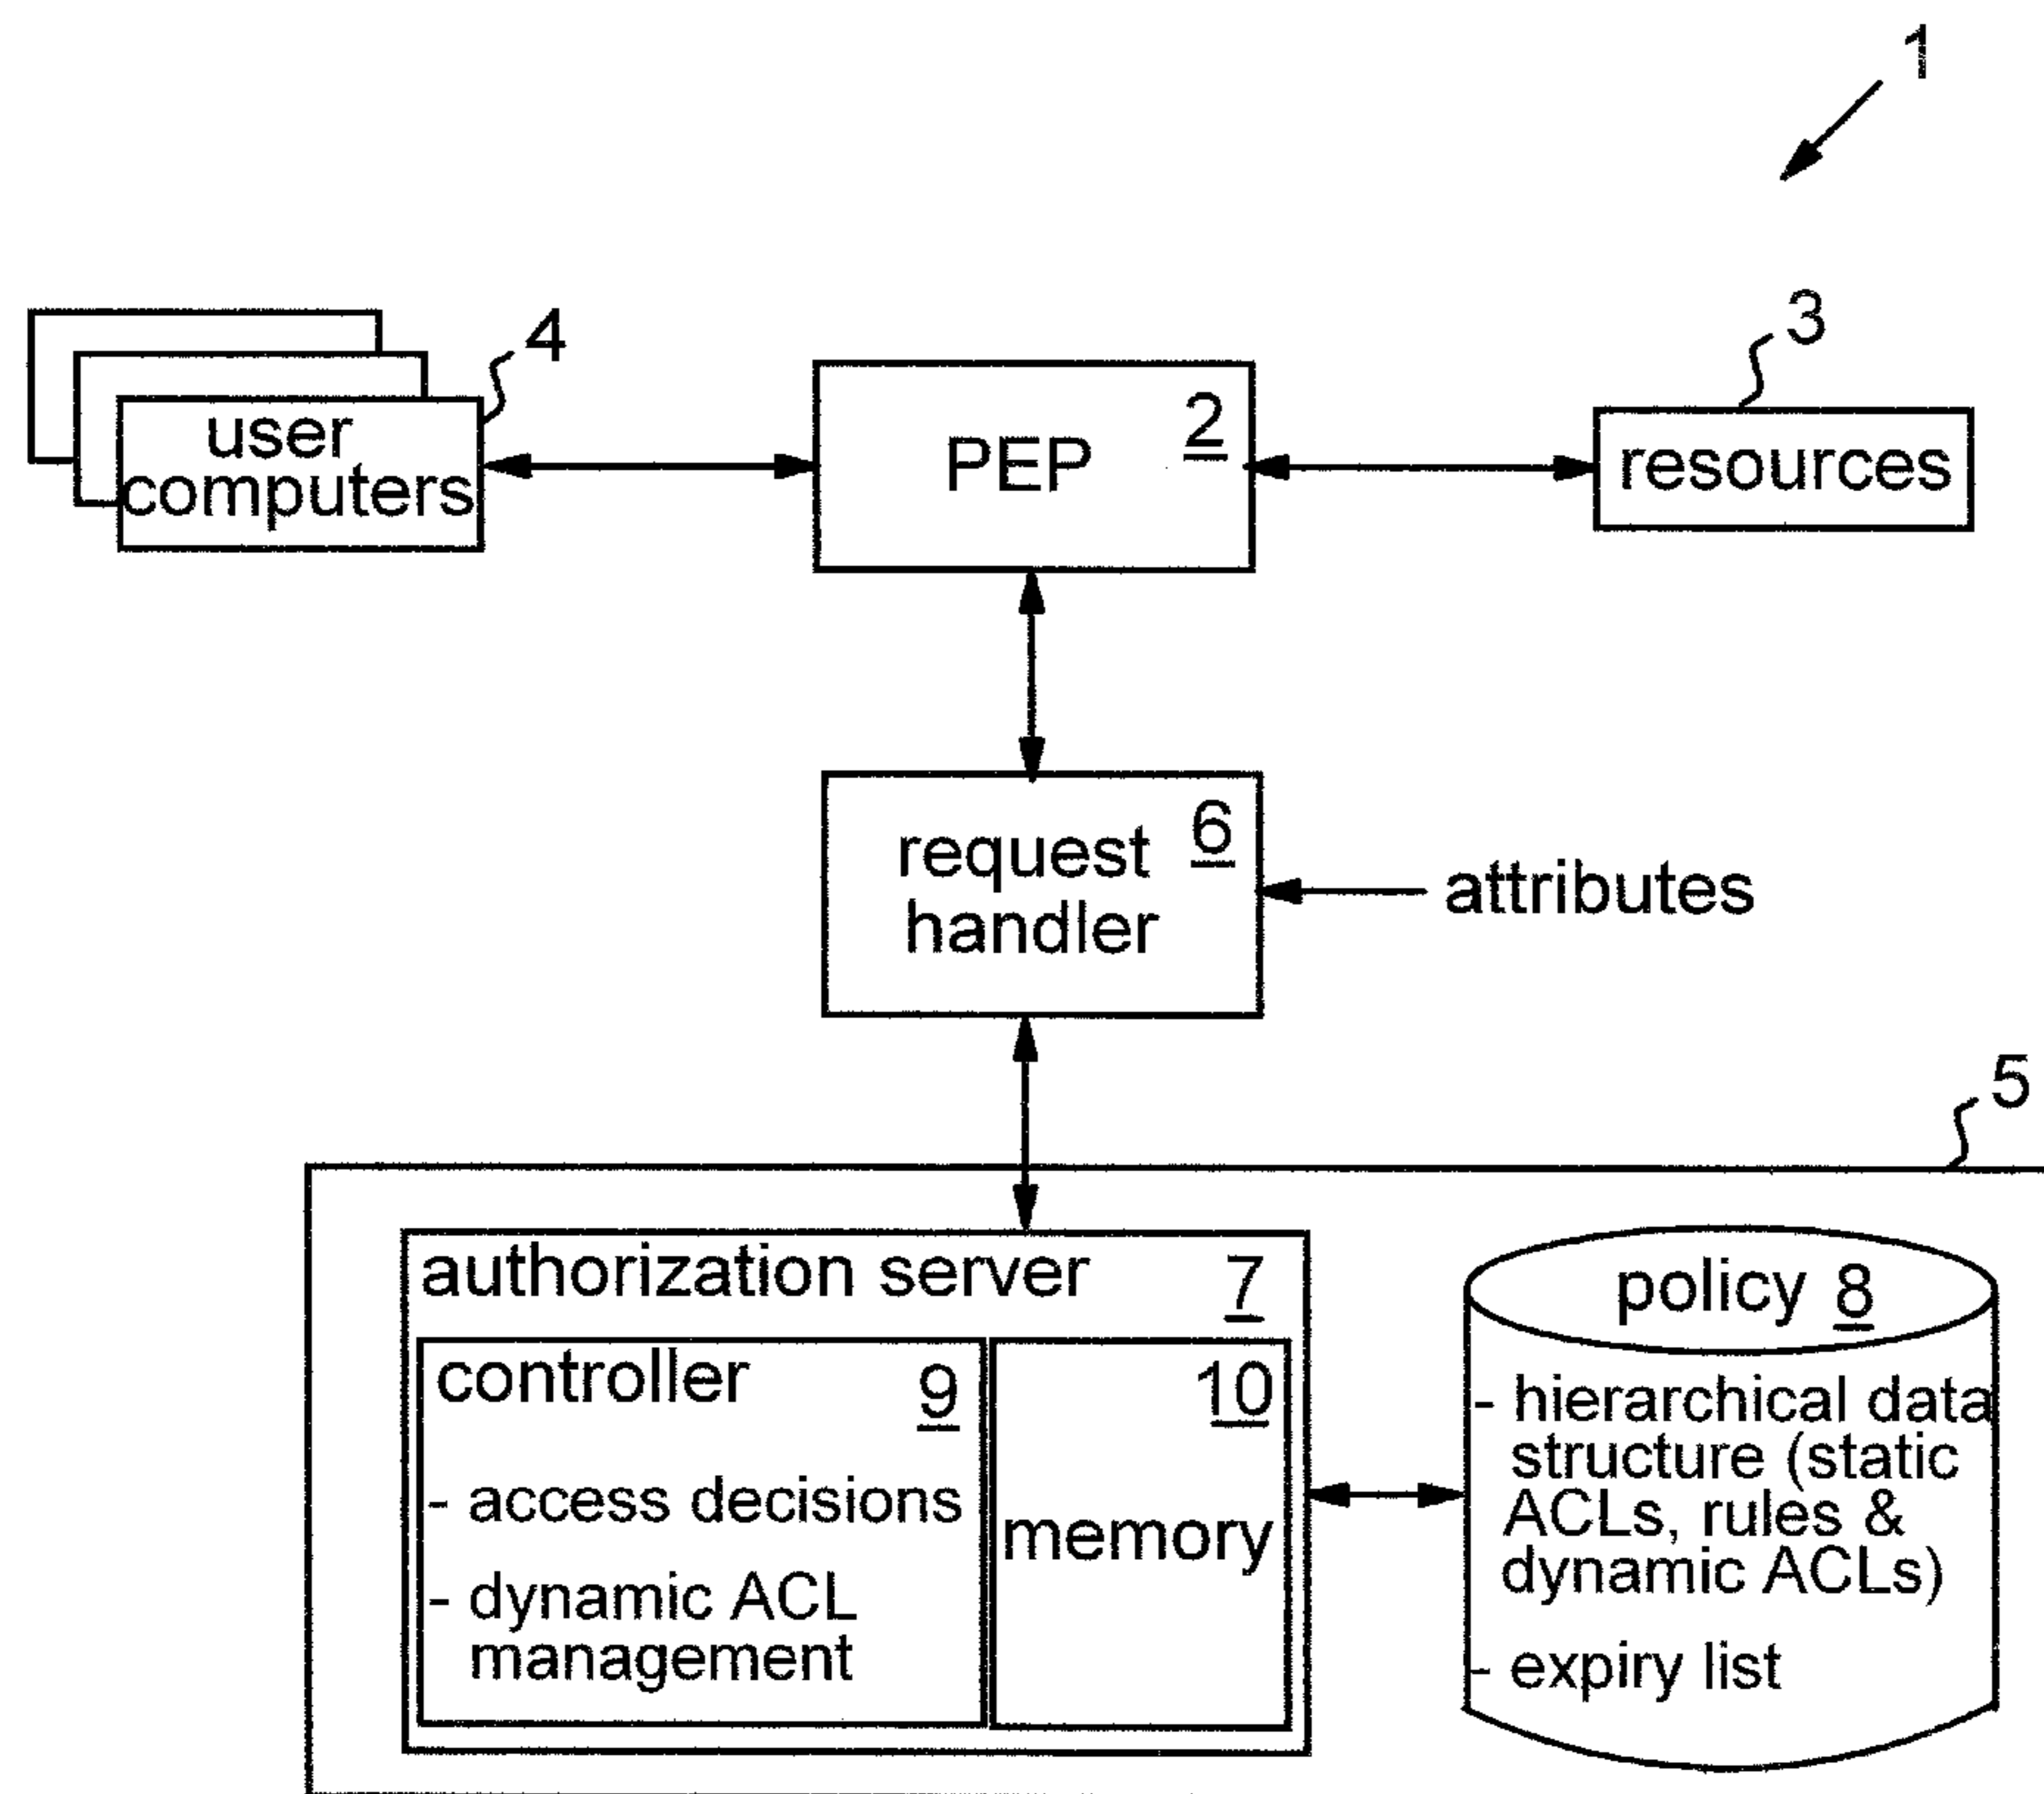 1
4
3
user
computers
PEP 2
resources
request 6
handler
attributes
5
authorization server 7
controller 9
- access decisions
- dynamic ACL
management
10
memory
policy 8
- hierarchical data
structure (static
ACLs, rules &
dynamic ACLs)
- expiry list